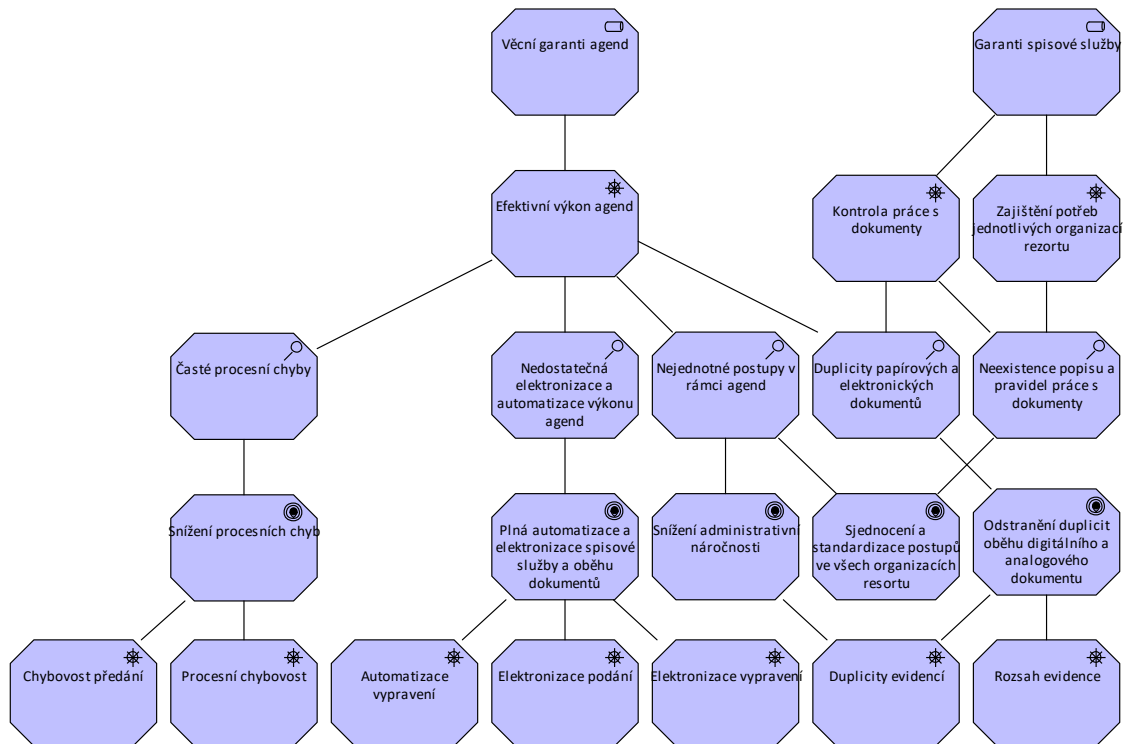 Věcní garanti agend
Garanti spisové služby
Efektivní výkon agend
Kontrola práce s
dokumenty
Zajištění potřeb
jednotlivých organizací
rezortu
Časté procesní chyby
Nedostatečná
elektronizace a
automatizace výkonu
agend
Nejednotné postupy v
rámci agend
Duplicity papírových a
elektronických
dokumentů
Neexistence popisu a
pravidel práce s
dokumenty
Snížení procesních chyb
Plná automatizace a
elektronizace spisové
služby a oběhu
dokumentů
Snížení administrativní
náročnosti
Sjednocení a
standardizace postupů
ve všech organizacích
resortu
Odstranění duplicit
oběhu digitálního a
analogového
dokumentu
Chybovost předání
Procesní chybovost
Automatizace
vypravení
Elektronizace podání
Elektronizace vypravení
Duplicity evidencí
Rozsah evidence